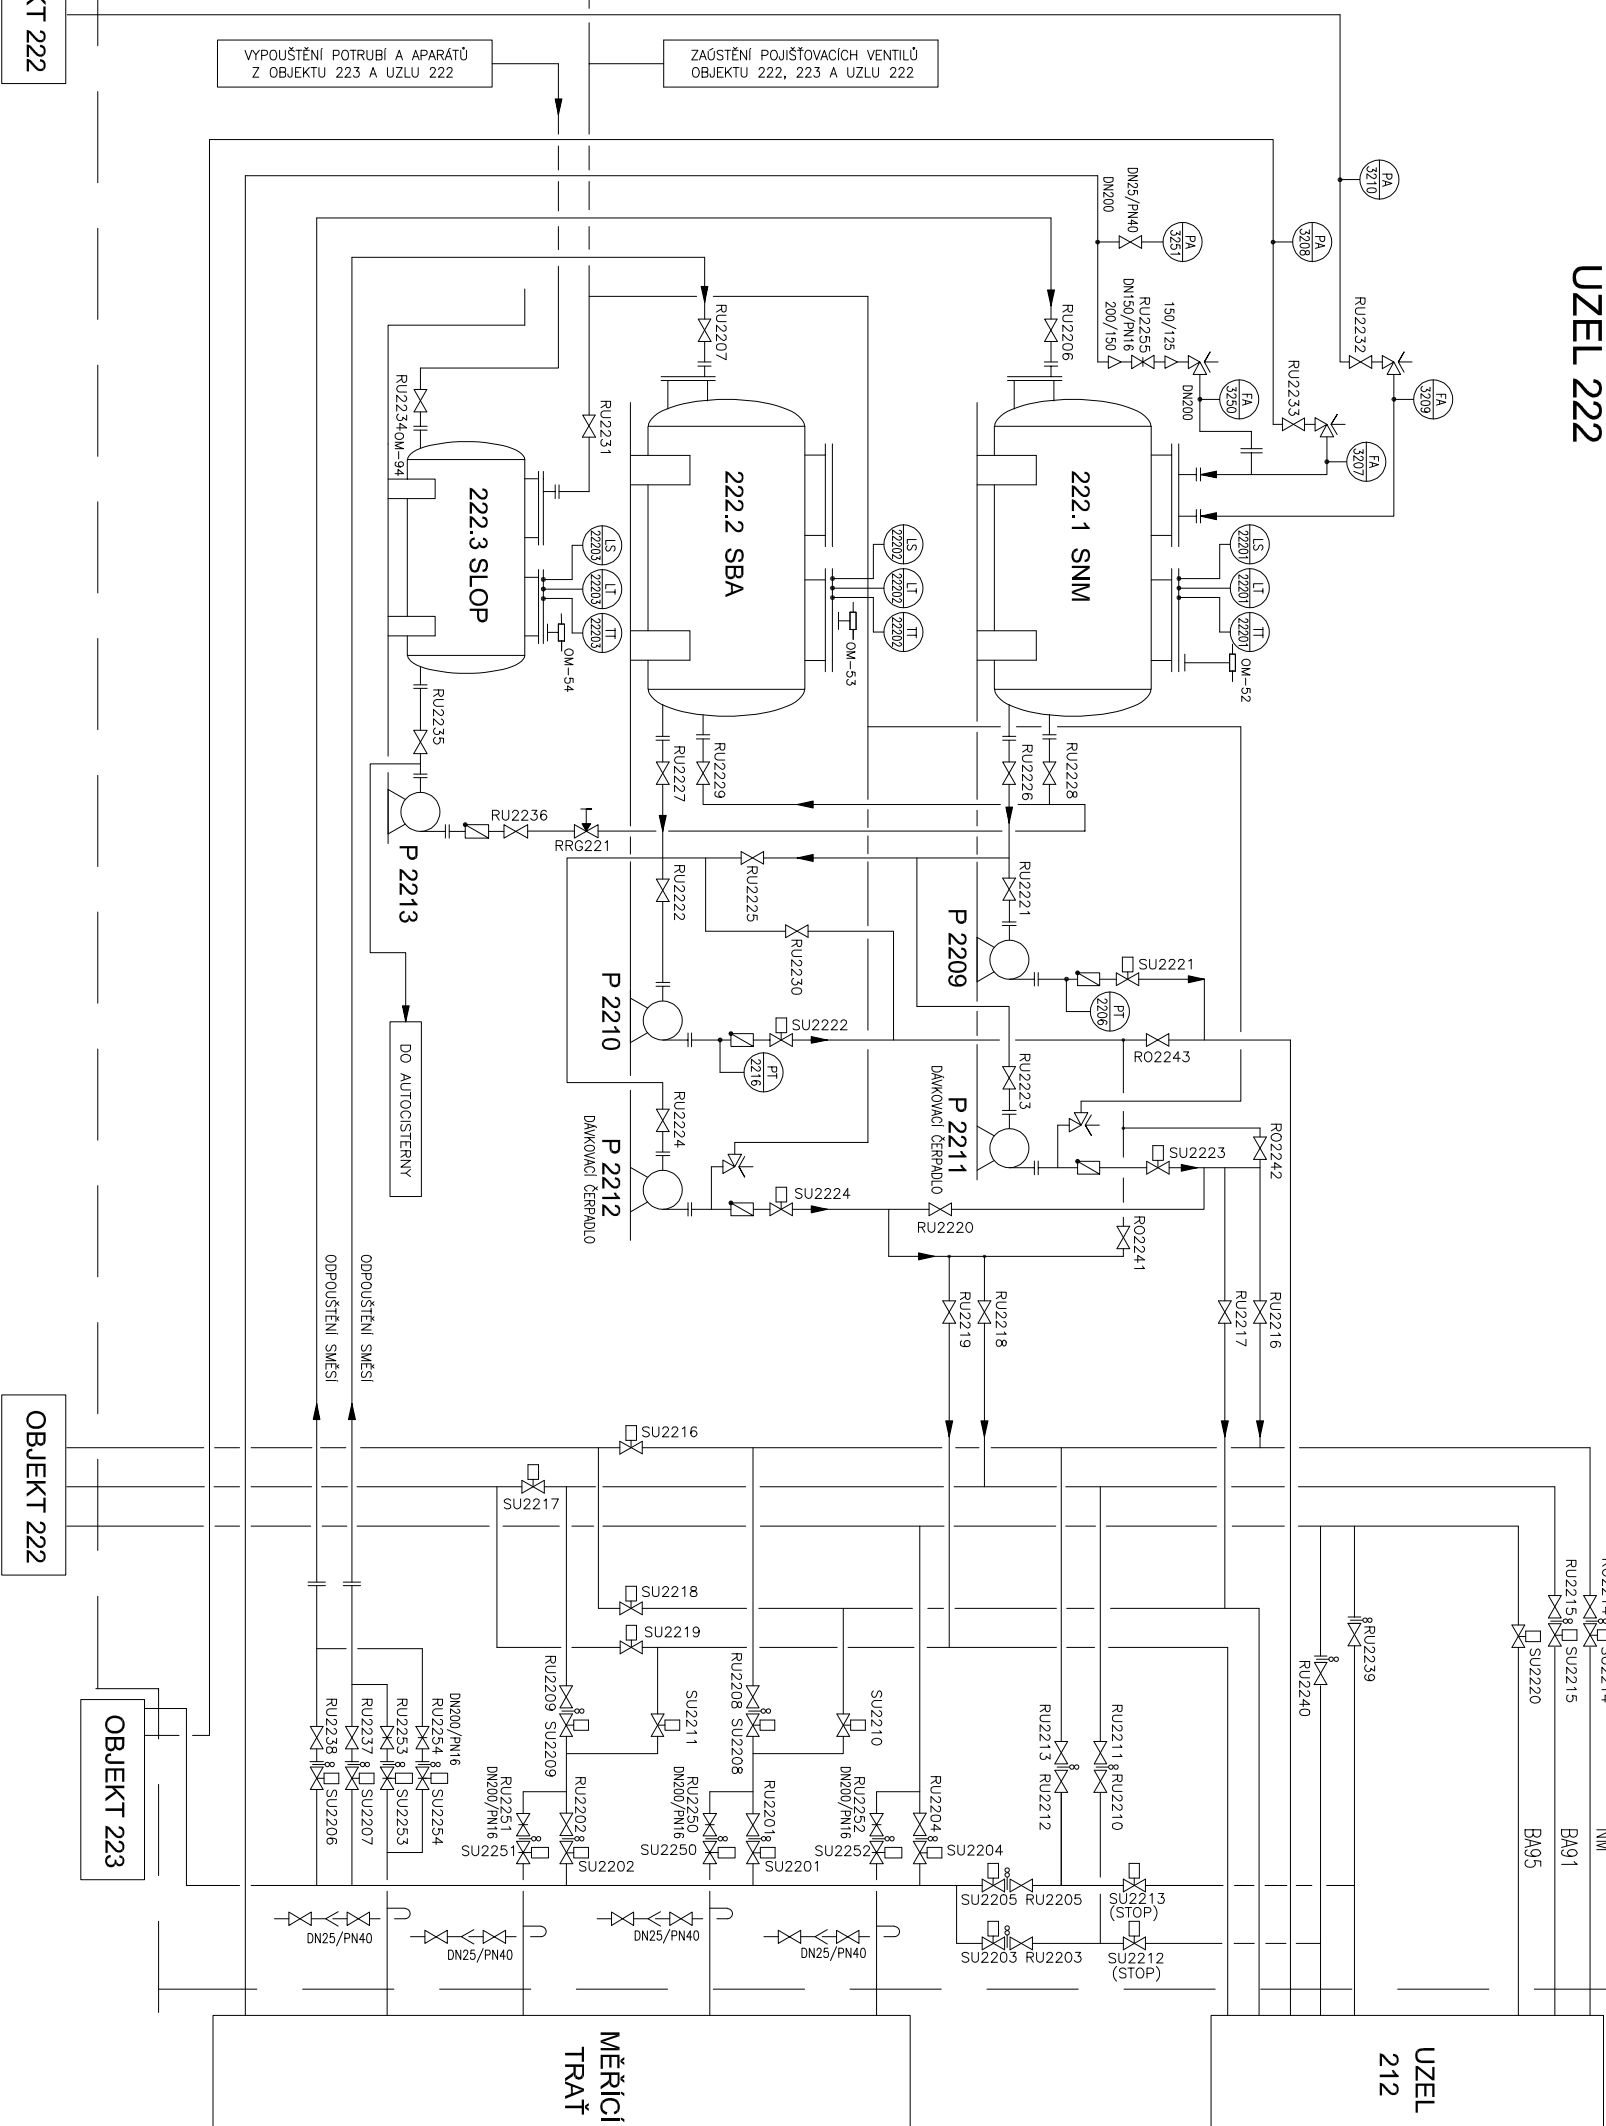 UZEL 222
KT 222
VYPOUŠTĚNÍ POTRUBÍ A APARÁTŮ
Z OBJEKTU 223 A UZLU 222
ZAÚSTĚNÍ POJIŠŤOVACÍCH VENTILŮ
OBJEKTU 222, 223 A UZLU 222
PA
3210
PA
3208
PA
3251
DN25/PN40
DN200
RU2232
FA
3209
RU2233
FA
3207
FA
3250
DN200
150/125
RU2255
DN150/PN16
200/150
RU2206
RU2207
RU2231
RU2234
OM-94
222.1 SNM
222.2 SBA
222.3 SLOP
LS
22201
LT
22201
TT
22201
OM-52
LS
22202
LT
22202
TT
22202
OM-53
LS
22203
LT
22203
TT
22203
OM-54
RU2228
RU2226
RU2229
RU2227
RU2235
RU2236
RRG221
P 2213
RU2221
RU2225
RU2222
RU2230
P 2209
SU2221
PT
2206
P 2210
SU2222
PT
2216
RO2243
RU2223
P 2211
DÁVKOVACÍ ČERPADLO
SU2223
RO2242
RU2224
P 2212
DÁVKOVACÍ ČERPADLO
SU2224
RU2220
RO2241
DO AUTOCISTERNY
RU2216
RU2217
RU2218
RU2219
ODPOUŠTĚNÍ SMĚSÍ
ODPOUŠTĚNÍ SMĚSÍ
OBJEKT 222
SU2216
SU2217
SU2218
SU2219
SU2214
RU2215
SU2215
SU2220
RU2239
RU2240
NM
BA91
BA95
RU2211
RU2210
RU2213
RU2212
SU2210
SU2211
RU2208
SU2208
RU2209
SU2209
DN200/PN16
RU2254
SU2254
RU2253
SU2253
RU2237
SU2207
RU2238
SU2206
RU2204
SU2204
RU2252
DN200/PN16
SU2252
RU2201
SU2201
RU2250
DN200/PN16
SU2250
RU2202
SU2202
RU2251
DN200/PN16
SU2251
SU2205
RU2205
SU2213
(STOP)
SU2203
RU2203
SU2212
(STOP)
DN25/PN40
DN25/PN40
DN25/PN40
DN25/PN40
OBJEKT 223
MĚŘÍCÍ
TRAŤ
UZEL
212